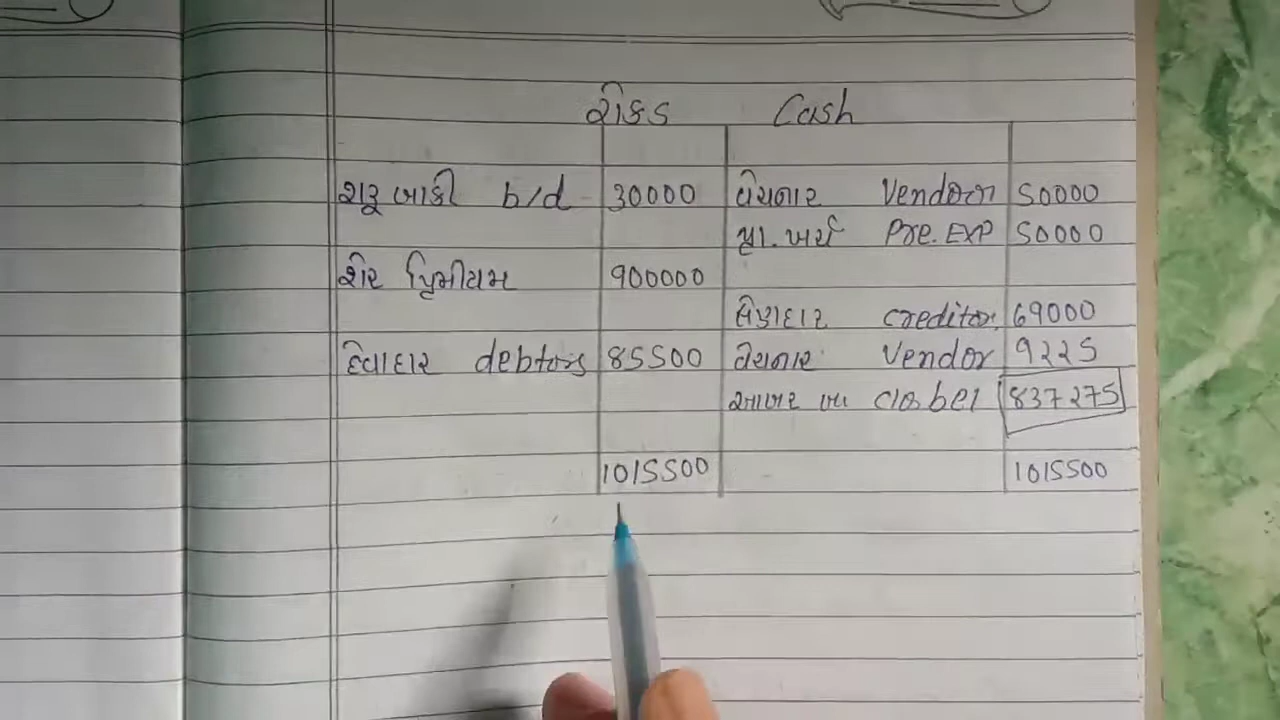 રોકડ Cash
શરૂ બાકી b/d 30000 વેચનાર Vendor 50000
પ્રા. ખર્ચ Pre. EXP 50000
શેર પ્રિમીયમ 900000
લેણદાર creditor 69000
દેવાદાર debtors 85500 વેચનાર Vendor 9225
આખર બા clo bel 837275
1015500 1015500